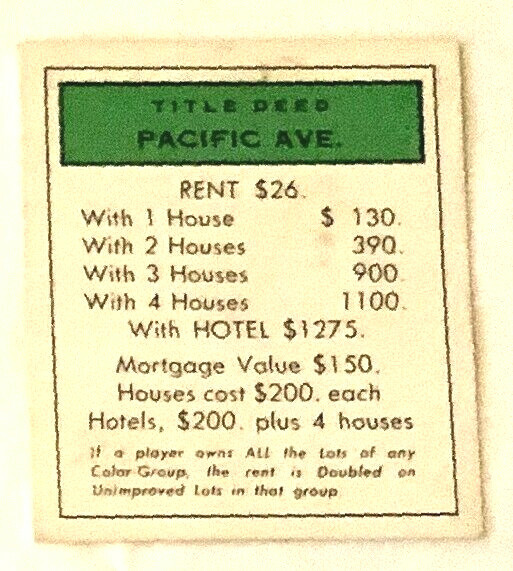 TITLE DEED
PACIFIC AVE.
RENT $26.
With 1 House $ 130.
With 2 Houses 390.
With 3 Houses 900.
With 4 Houses 1100.
With HOTEL $1275.
Mortgage Value $150.
Houses cost $200. each
Hotels, $200. plus 4 houses
If a player owns ALL the Lots of any
Color-Group, the rent is Doubled on
Unimproved Lots in that group.